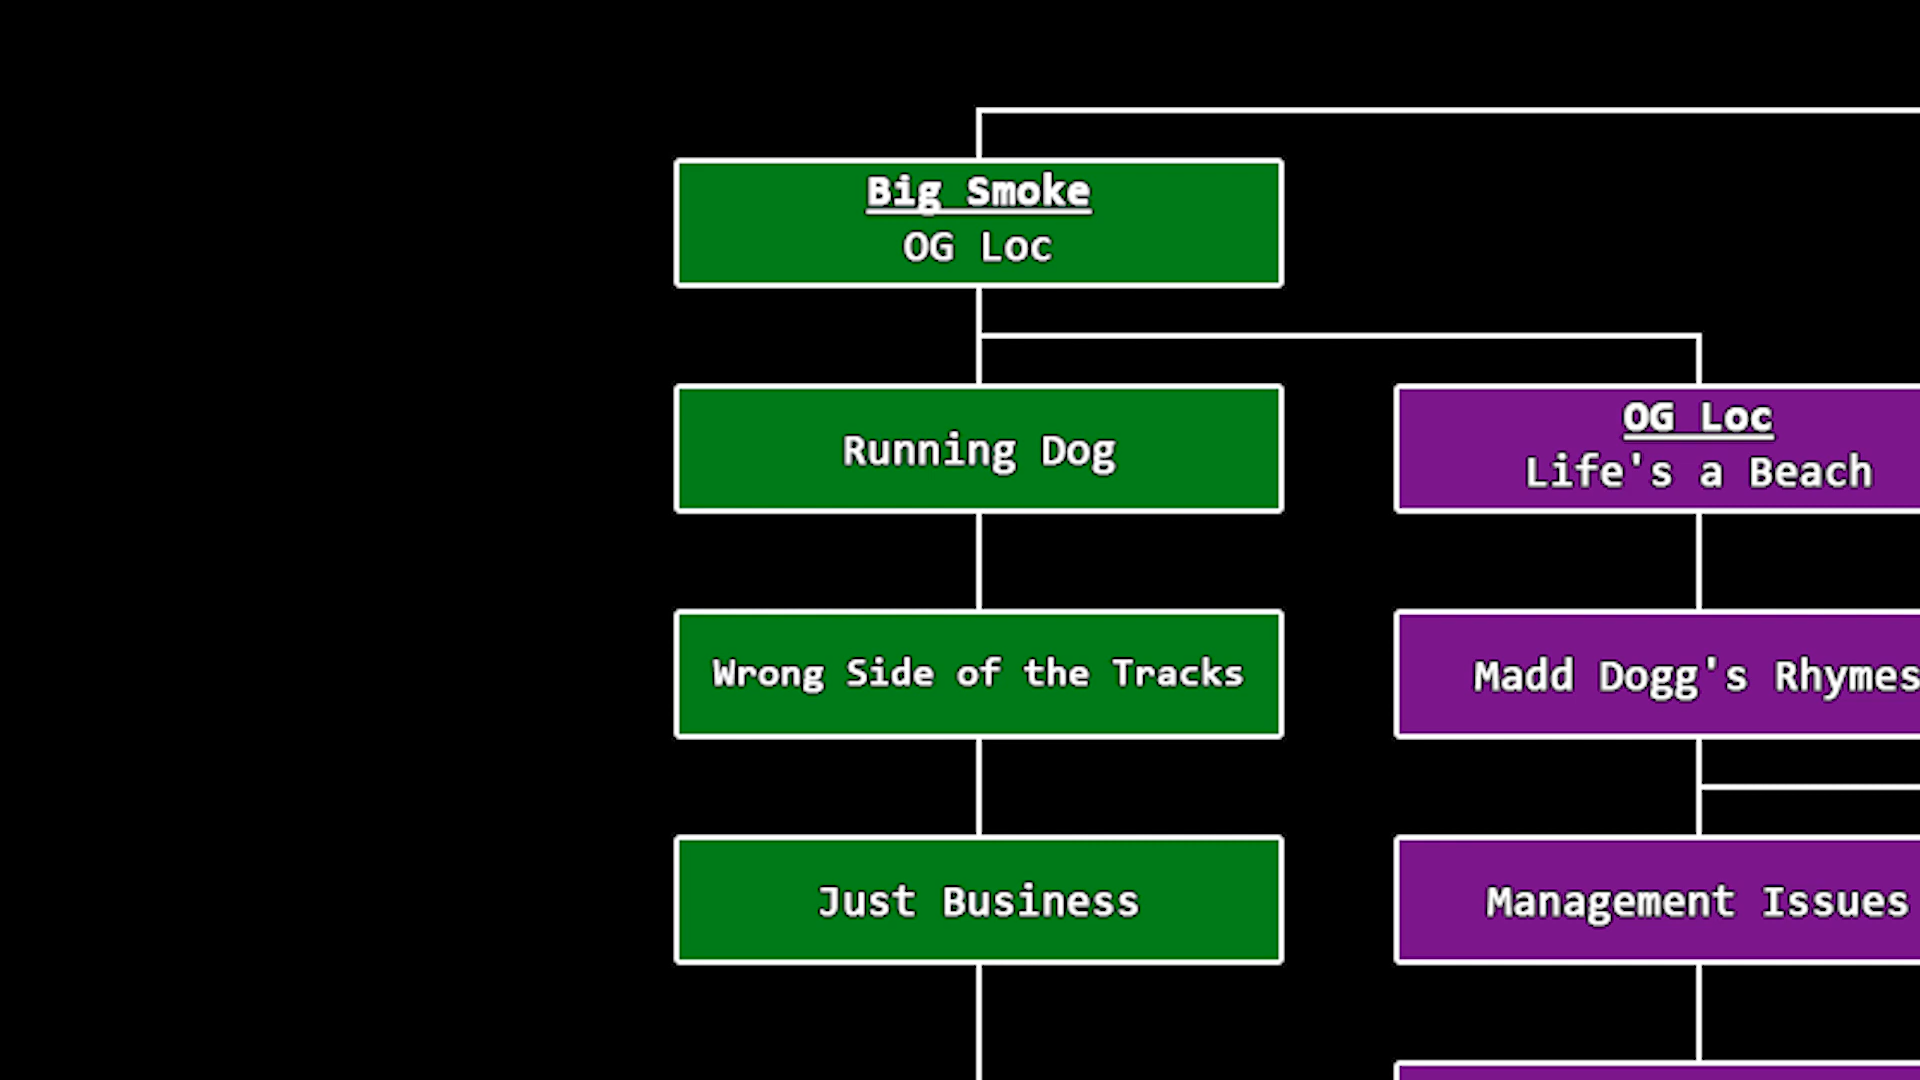 Big Smoke
OG Loc
Running Dog
OG Loc
Life's a Beach
Wrong Side of the Tracks
Madd Dogg's Rhymes
Just Business
Management Issues